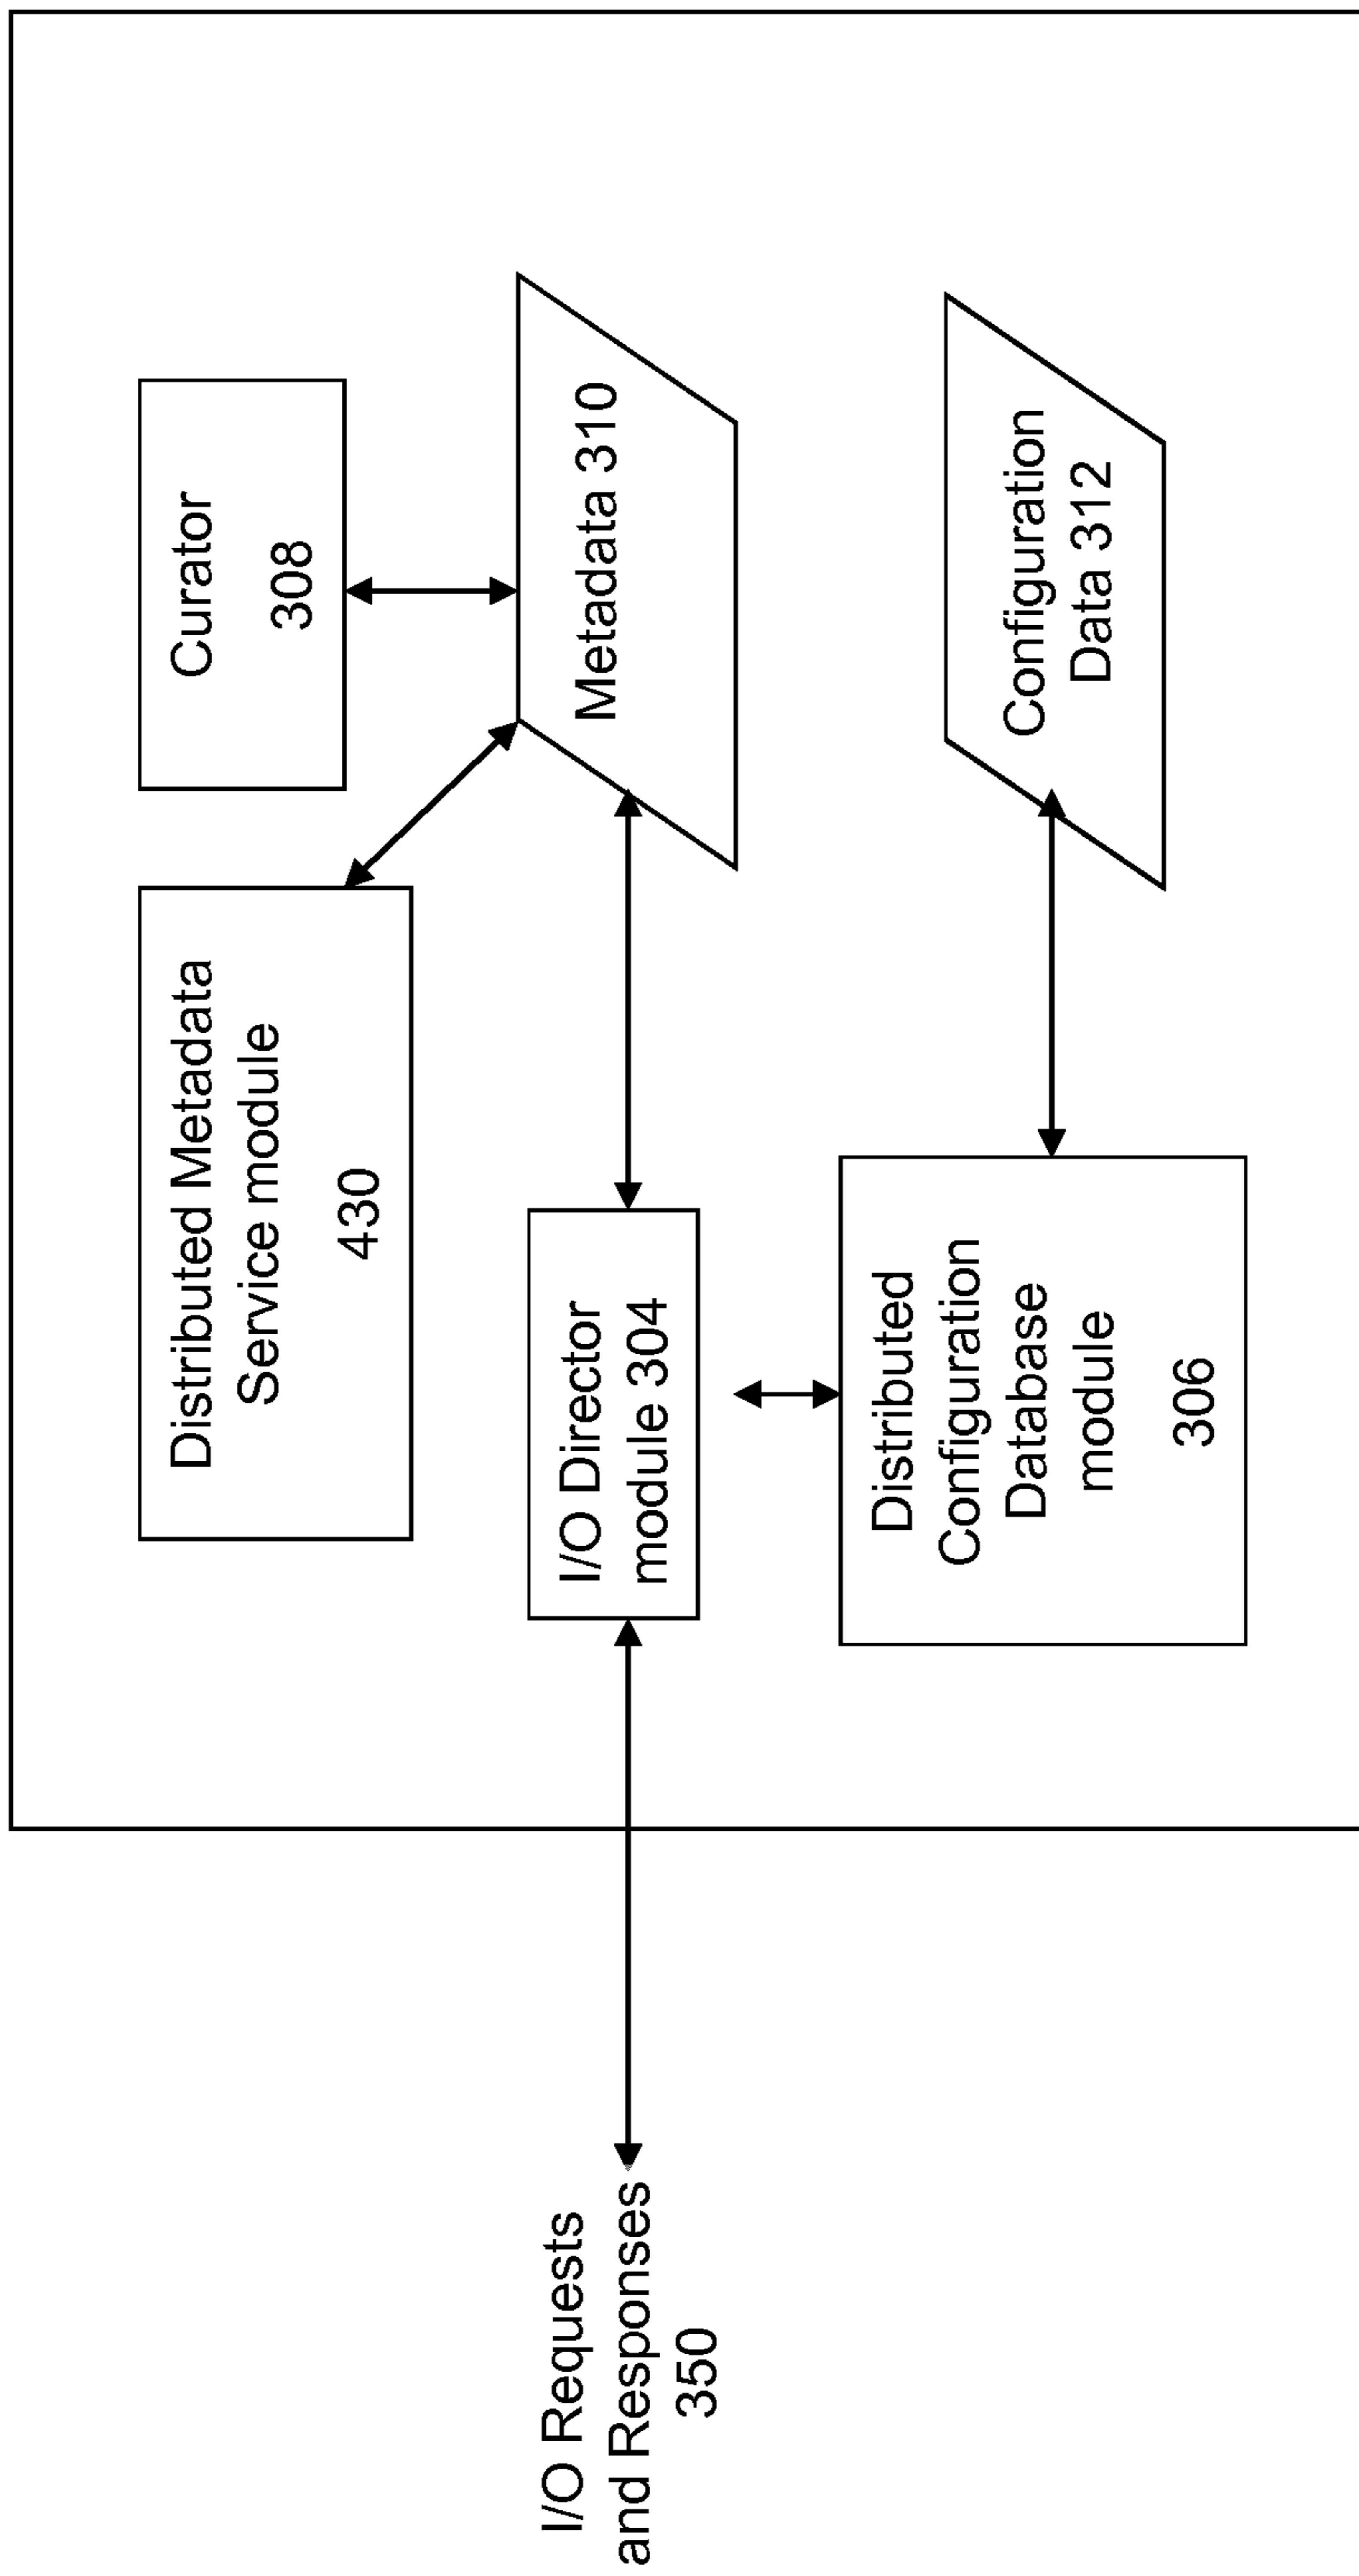 Distributed Metadata
Service module
430
Curator
308
I/O Requests
and Responses
350
I/O Director
module 304
Metadata 310
Distributed
Configuration
Database
module
306
Configuration
Data 312